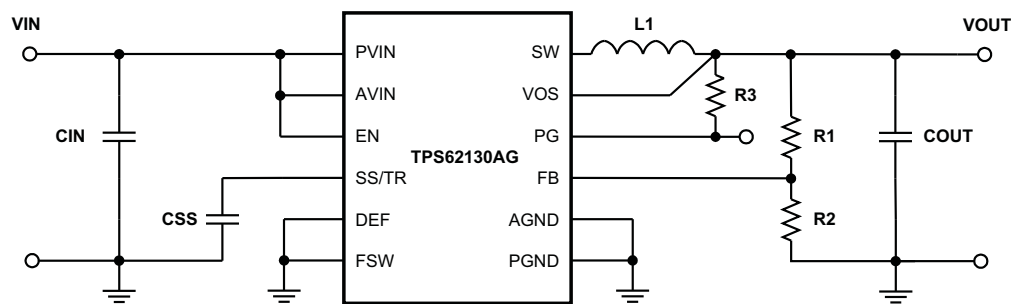 VIN
L1
VOUT
PVIN
SW
AVIN
VOS
R3
CIN
EN
PG
R1
COUT
TPS62130AG
SS/TR
FB
CSS
DEF
AGND
R2
FSW
PGND